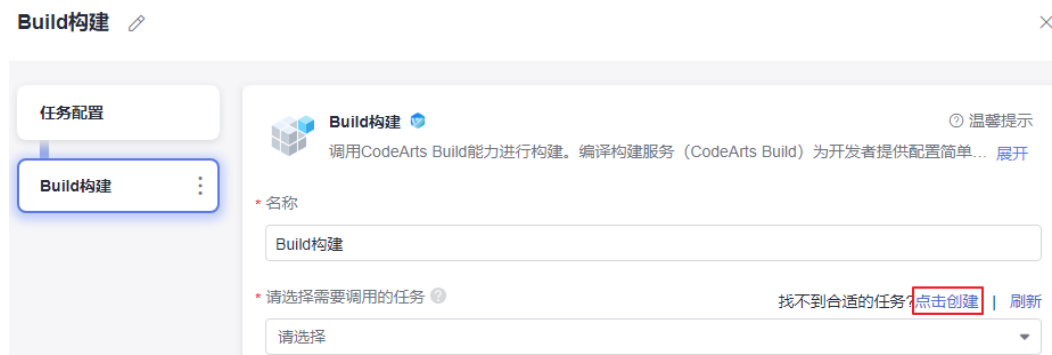 Build构建
任务配置
Build构建
Build构建
温馨提示
调用CodeArts Build能力进行构建。编译构建服务（CodeArts Build）为开发者提供配置简单... 展开
* 名称
Build构建
* 请选择需要调用的任务
找不到合适的任务?点击创建 | 刷新
请选择